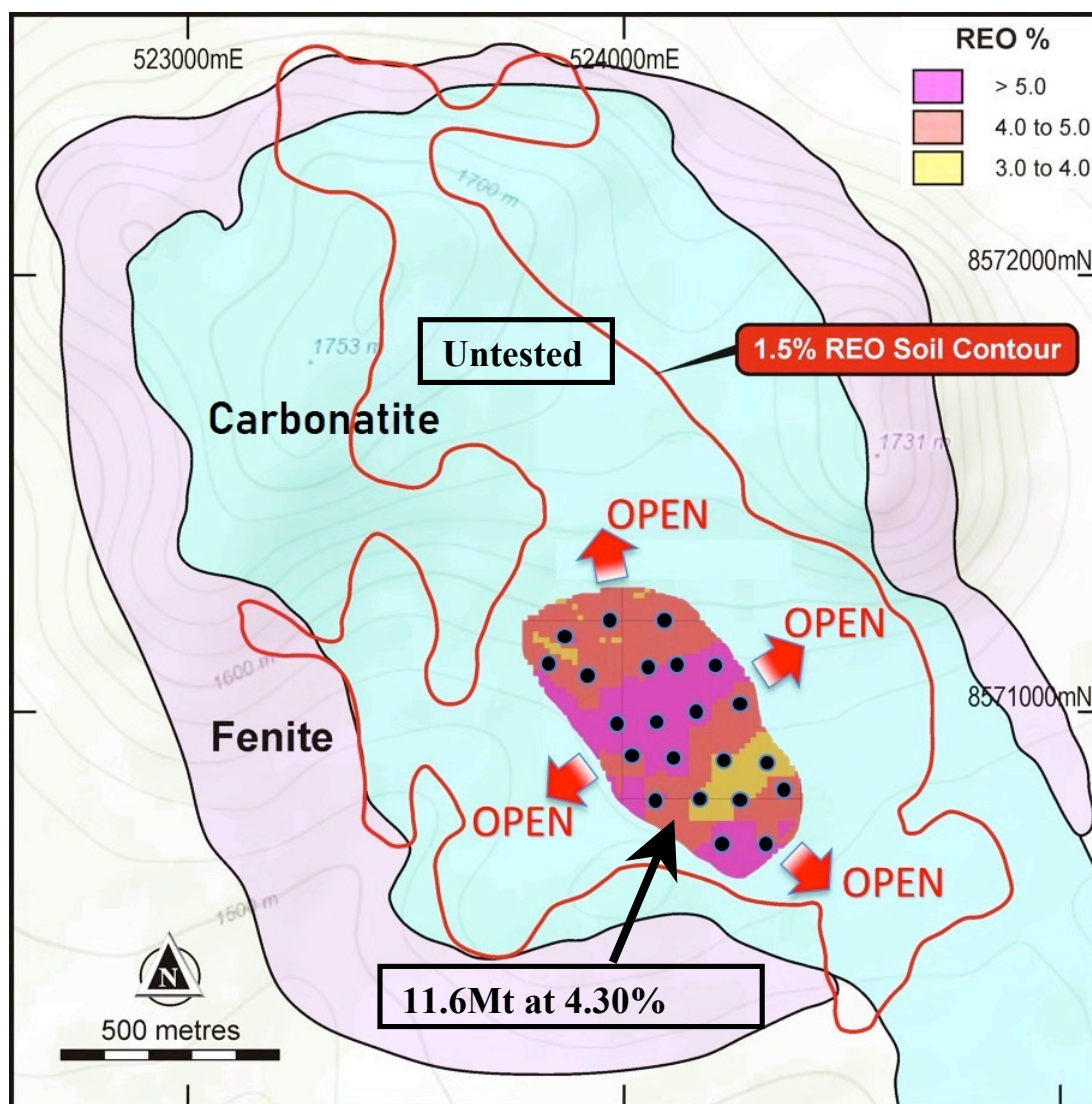 523000mE
524000mE
REO %
> 5.0
4.0 to 5.0
3.0 to 4.0
1700 m
8572000mN
1753 m
Untested
1.5% REO Soil Contour
Carbonatite
1731 m
OPEN
OPEN
1600 m
8571000mN
Fenite
OPEN
OPEN
1500 m
N
11.6Mt at 4.30%
500 metres